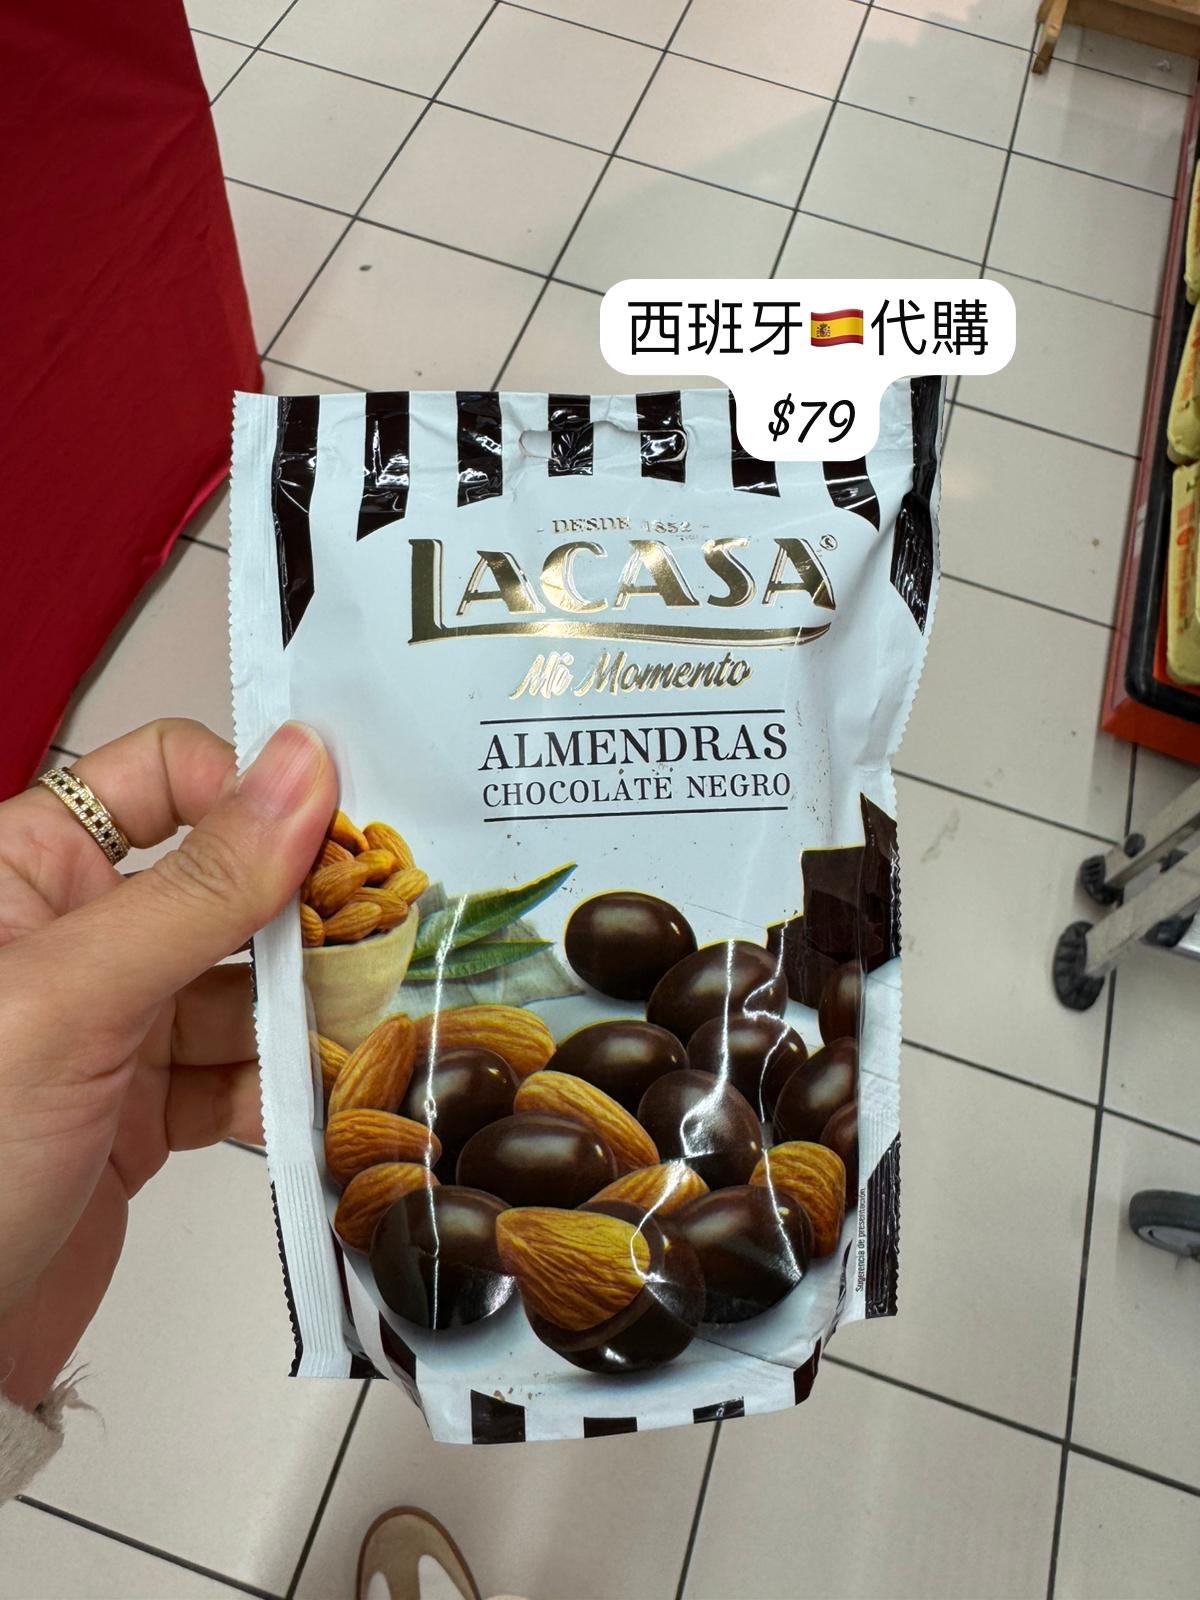 西班牙🇪🇸代購
$79
- DESDE 1852 -
LACASA®
Mi Momento
ALMENDRAS
CHOCOLATE NEGRO
Sugerencia de presentación.